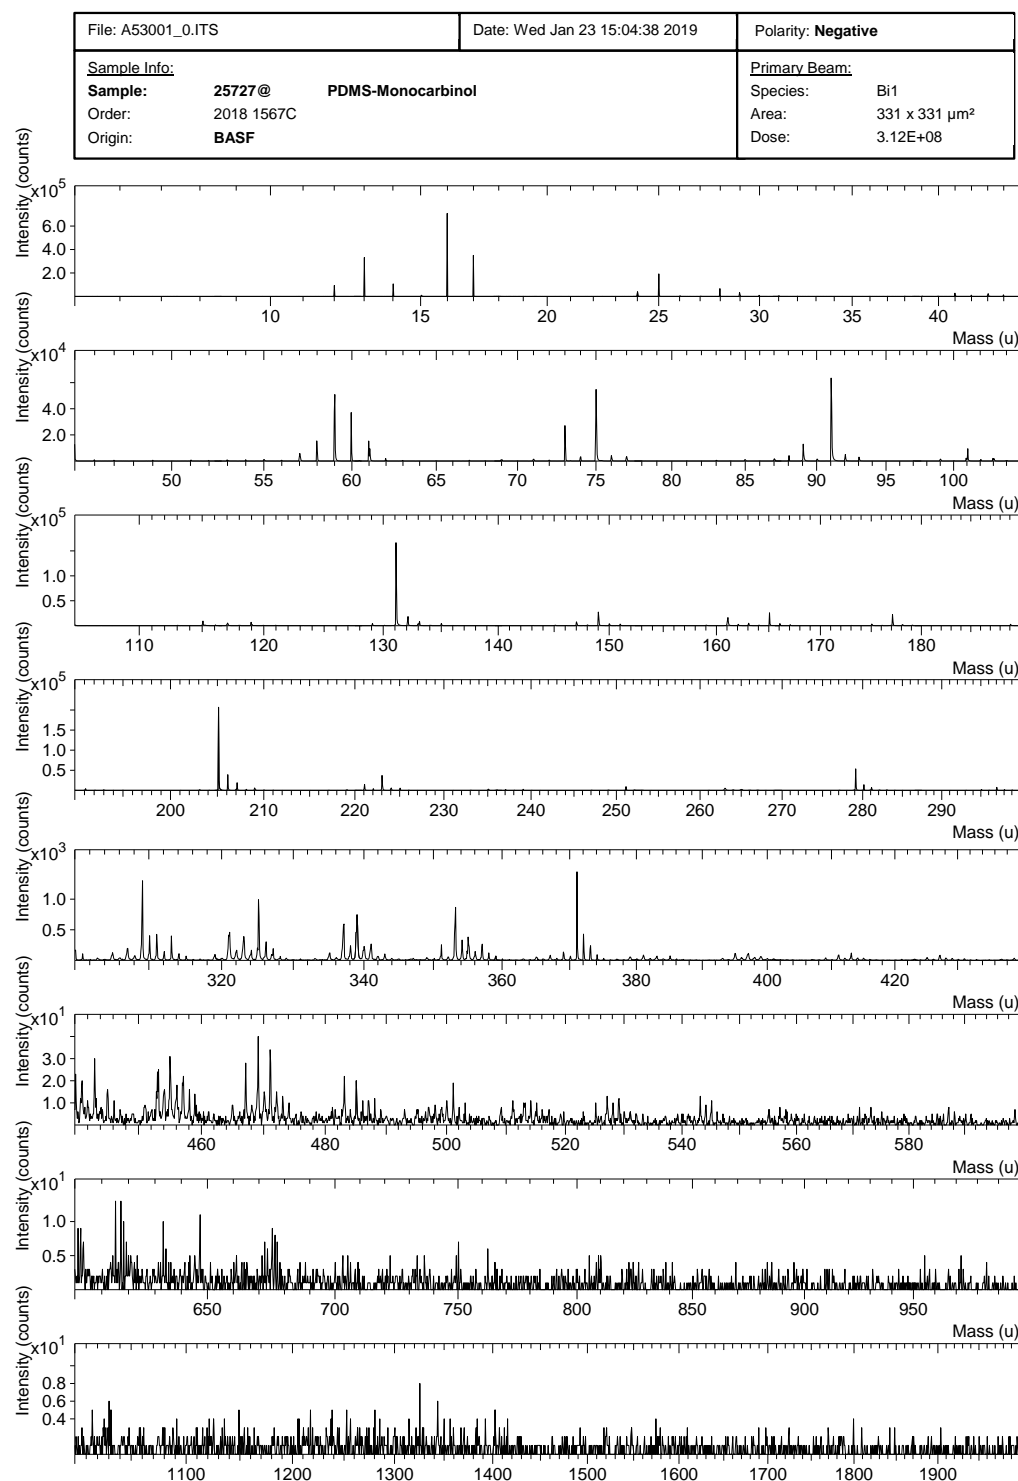 File: A53001_0.ITS Date: Wed Jan 23 15:04:38 2019 Polarity: Negative
Sample Info: Primary Beam:
Sample: 25727@ PDMS-Monocarbinol Species: Bi1
Order: 2018 1567C Area: 331 x 331 µm²
Origin: BASF Dose: 3.12E+08
Intensity (counts)
x10^5
6.0
4.0
2.0
10 15 20 25 30 35 40
Mass (u)
Intensity (counts)
x10^4
4.0
2.0
50 55 60 65 70 75 80 85 90 95 100
Mass (u)
Intensity (counts)
x10^5
1.0
0.5
110 120 130 140 150 160 170 180
Mass (u)
Intensity (counts)
x10^5
1.5
1.0
0.5
200 210 220 230 240 250 260 270 280 290
Mass (u)
Intensity (counts)
x10^3
1.0
0.5
320 340 360 380 400 420
Mass (u)
Intensity (counts)
x10^1
3.0
2.0
1.0
460 480 500 520 540 560 580
Mass (u)
Intensity (counts)
x10^1
1.0
0.5
650 700 750 800 850 900 950
Mass (u)
Intensity (counts)
x10^1
0.8
0.6
0.4
1100 1200 1300 1400 1500 1600 1700 1800 1900